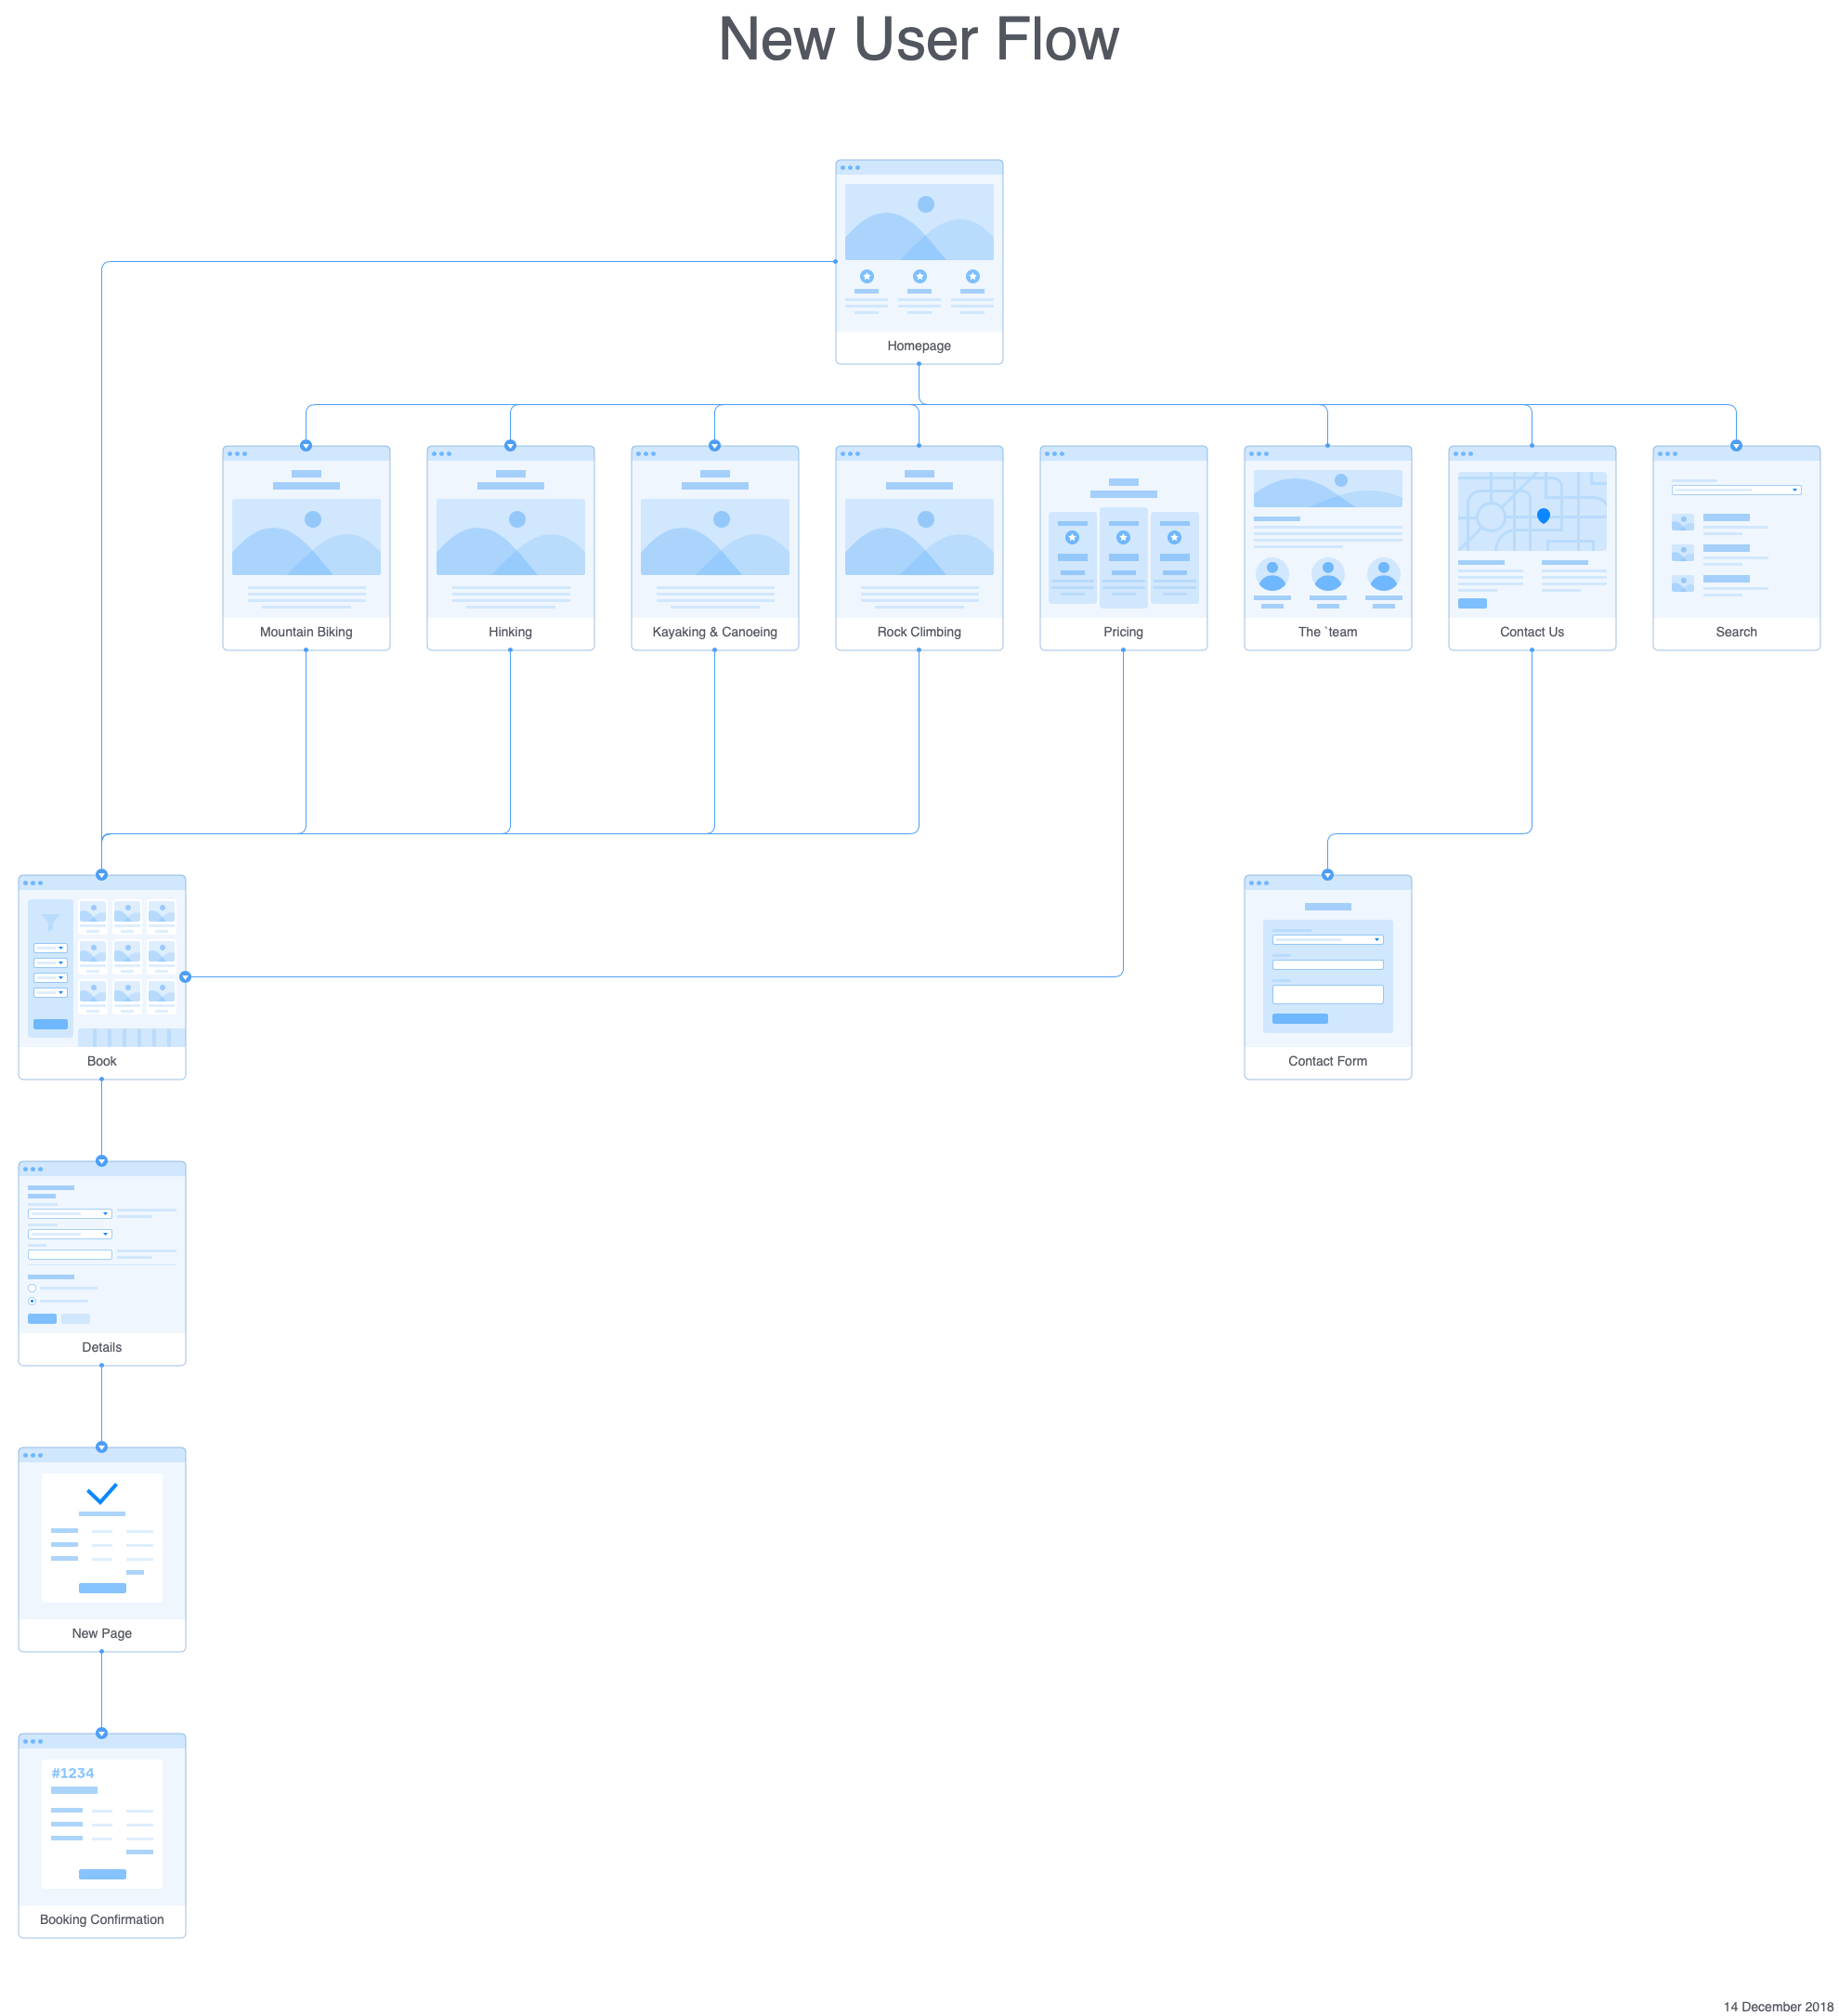 New User Flow
Homepage
Mountain Biking
Hinking
Kayaking & Canoeing
Rock Climbing
Pricing
The `team
Contact Us
Search
Book
Contact Form
Details
New Page
#1234
Booking Confirmation
14 December 2018